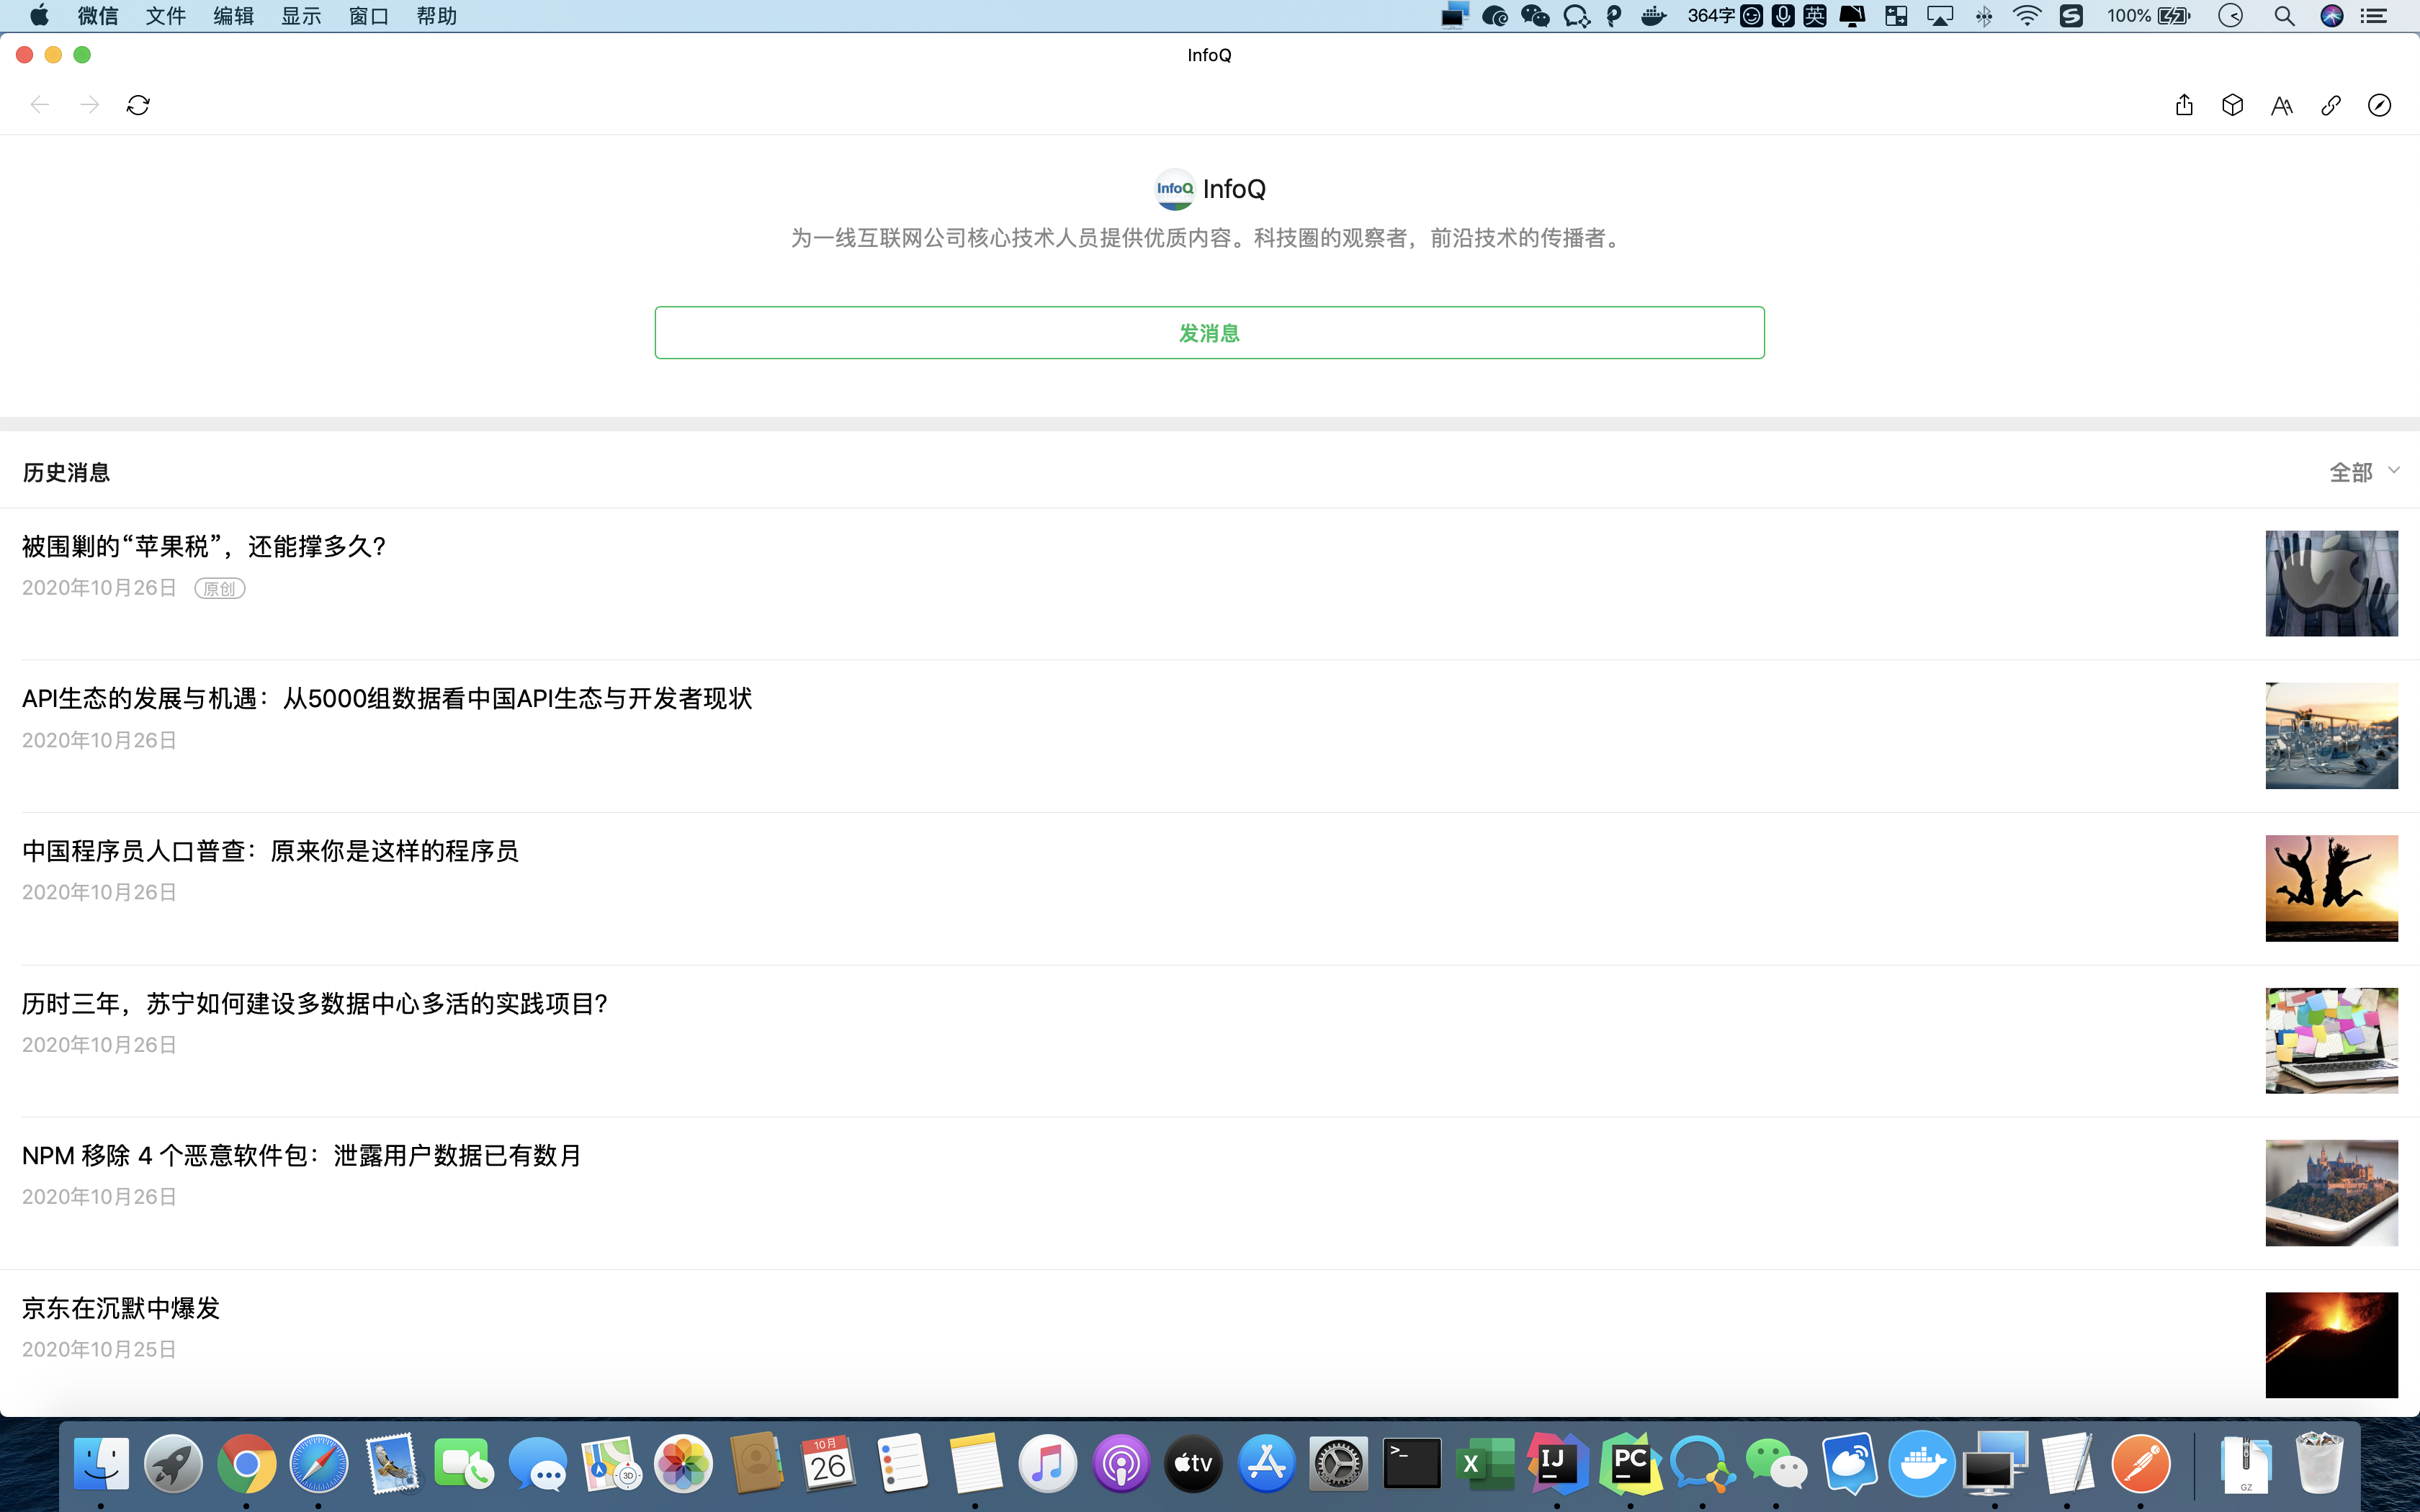 微信 文件 编辑 显示 窗口 帮助 364字 英 100%
InfoQ
InfoQ InfoQ
为一线互联网公司核心技术人员提供优质内容。科技圈的观察者，前沿技术的传播者。
发消息
历史消息 全部
被围剿的“苹果税”，还能撑多久？
2020年10月26日 原创
API生态的发展与机遇：从5000组数据看中国API生态与开发者现状
2020年10月26日
中国程序员人口普查：原来你是这样的程序员
2020年10月26日
历时三年，苏宁如何建设多数据中心多活的实践项目？
2020年10月26日
NPM 移除 4 个恶意软件包：泄露用户数据已有数月
2020年10月26日
京东在沉默中爆发
2020年10月25日
10月 26 3D tv >_ X IJ PC GZ